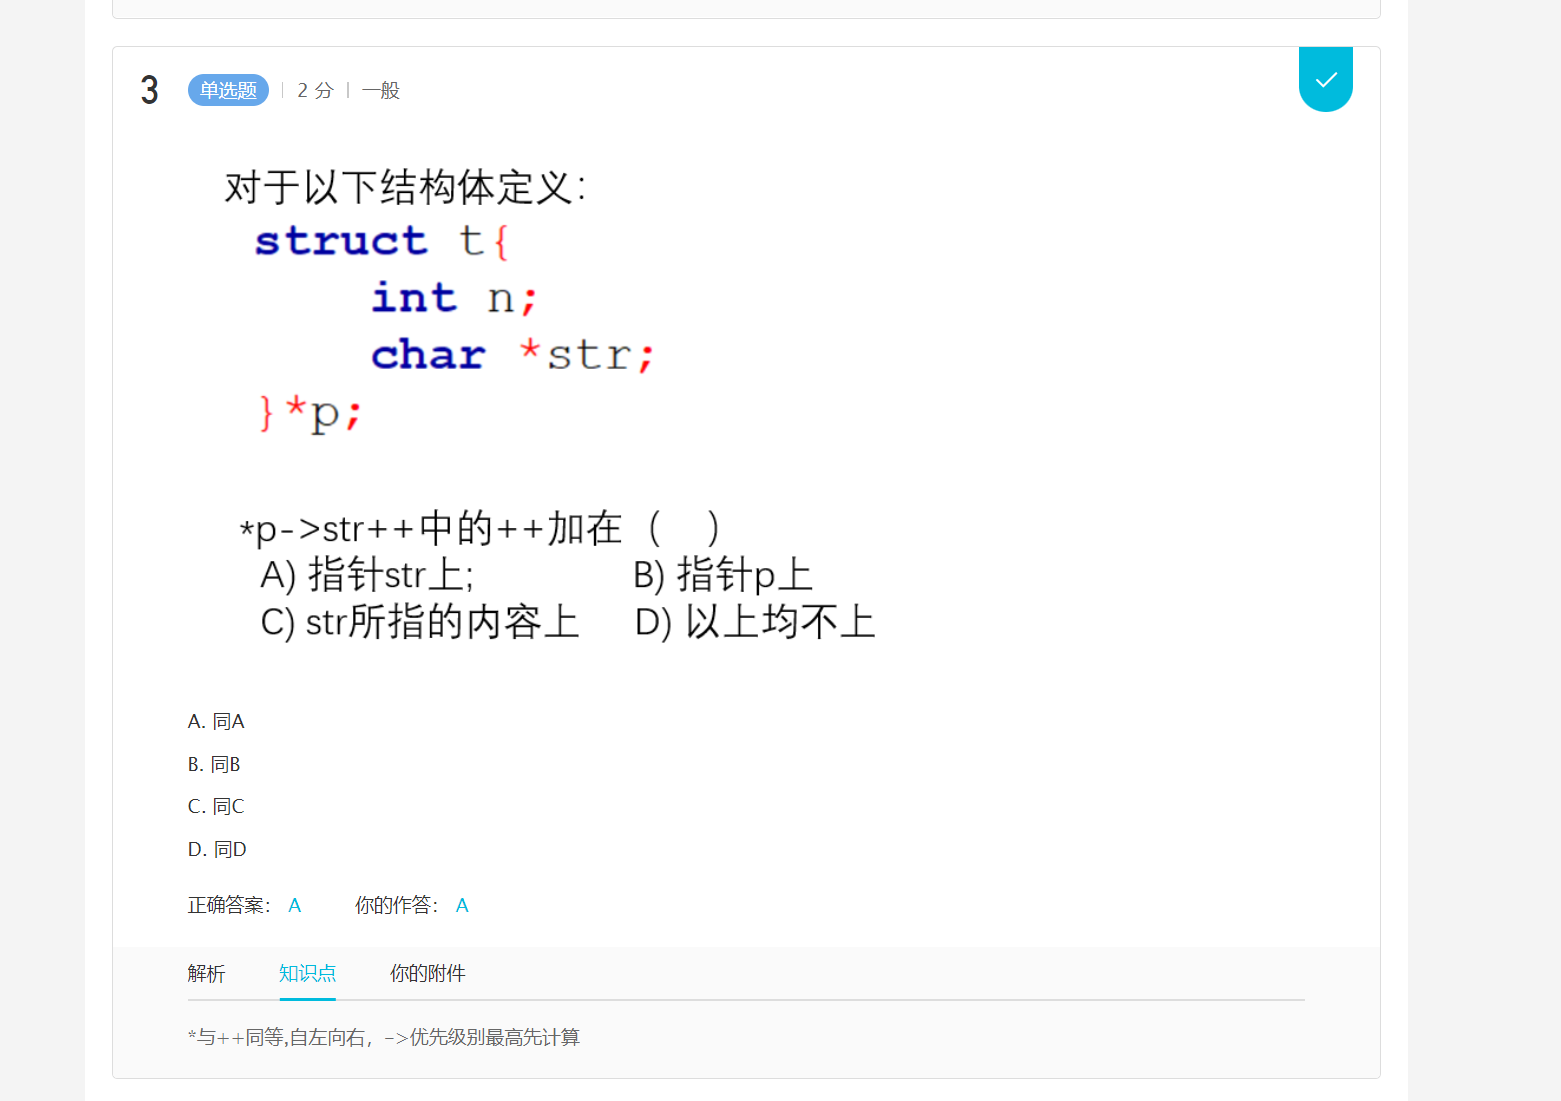 3 单选题 2 分 一般
对于以下结构体定义：
struct t{
int n;
char *str;
}*p;
*p->str++中的++加在（ ）
A) 指针str上; B) 指针p上
C) str所指的内容上 D) 以上均不上
A. 同A
B. 同B
C. 同C
D. 同D
正确答案： A 你的作答： A
解析 知识点 你的附件
*与++同等,自左向右，->优先级别最高先计算